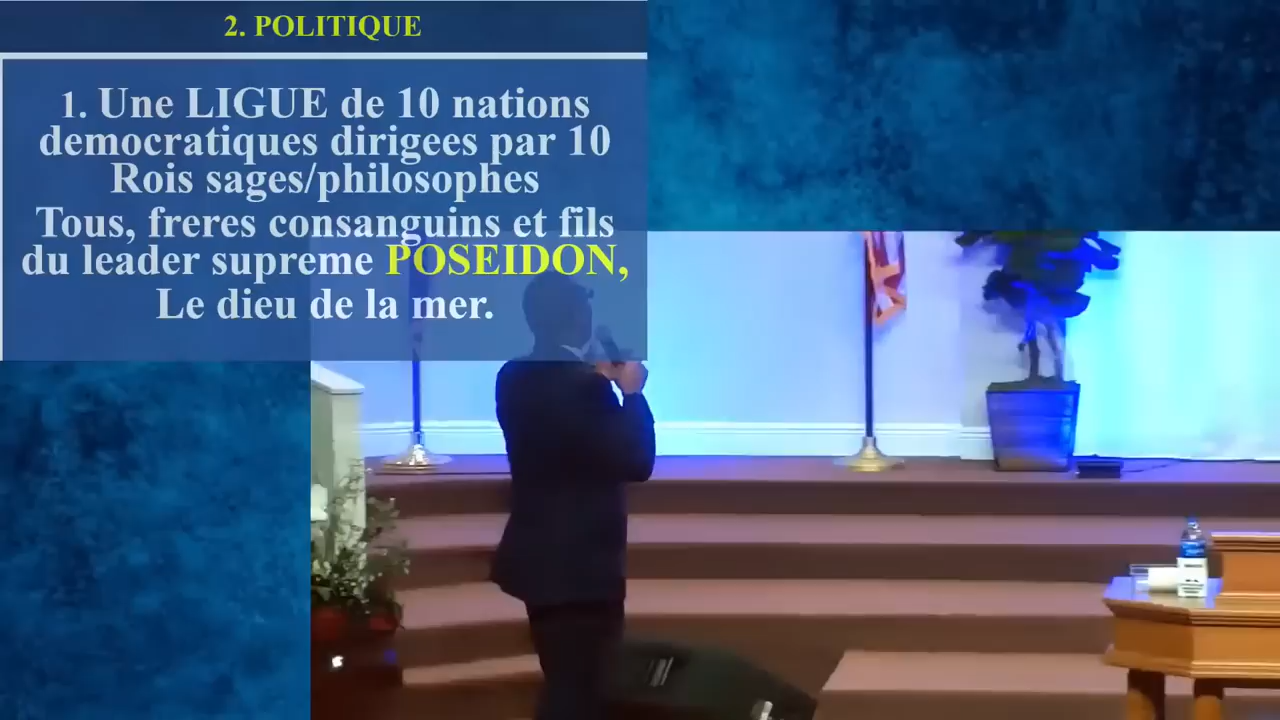 2. POLITIQUE
1. Une LIGUE de 10 nations
democratiques dirigees par 10
Rois sages/philosophes
Tous, freres consanguins et fils
du leader supreme POSEIDON,
Le dieu de la mer.